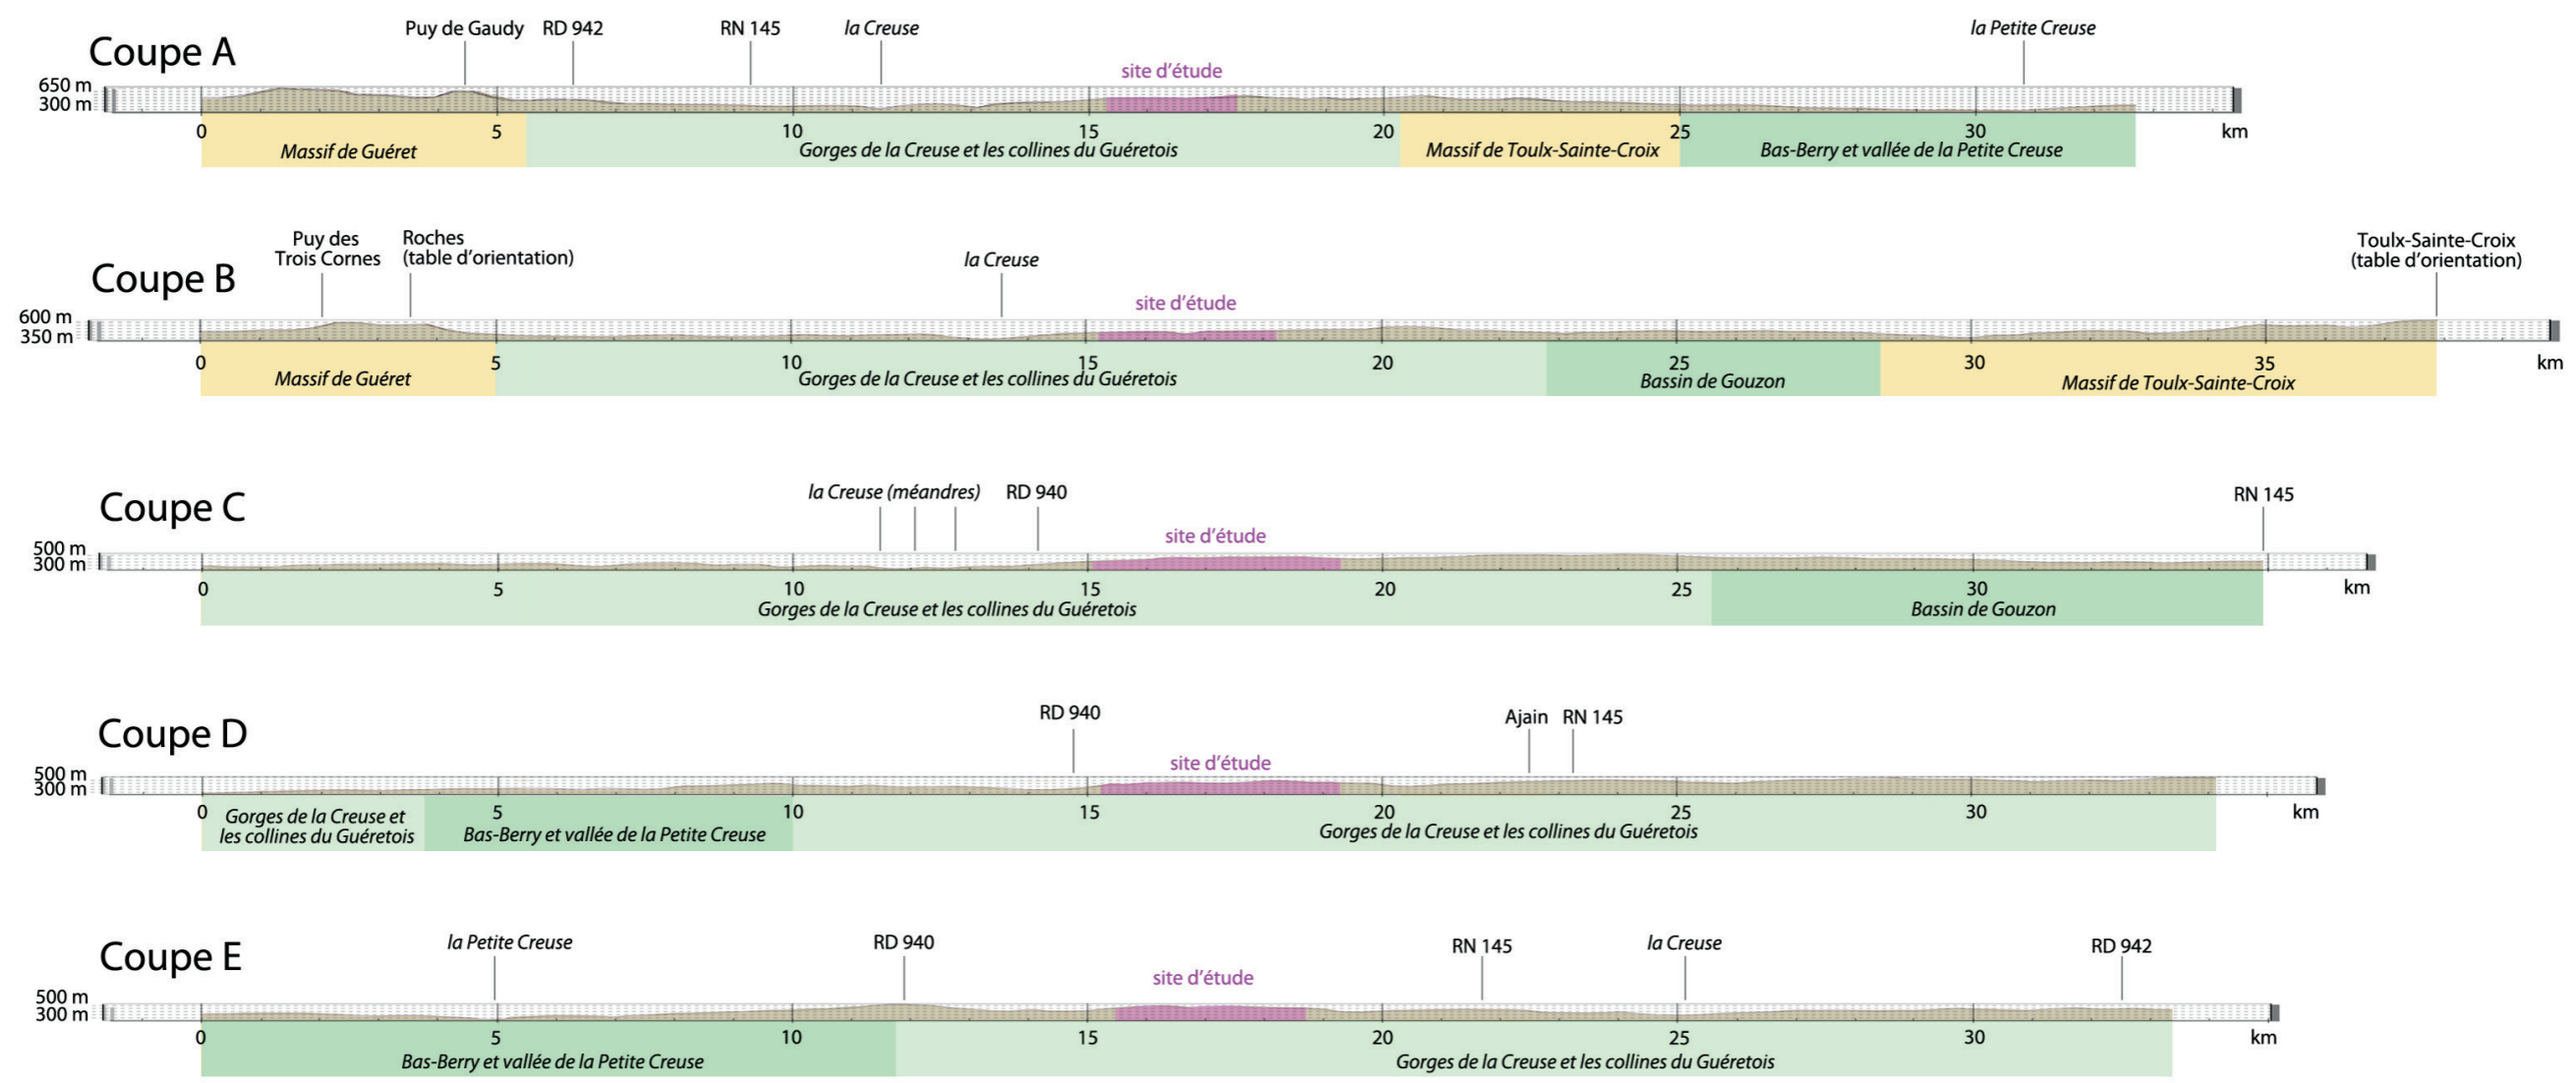 Coupe A
Puy de Gaudy
RD 942
RN 145
la Creuse
site d'étude
la Petite Creuse
650 m
300 m
0 5 10 15 20 25 30 km
Massif de Guéret
Gorges de la Creuse et les collines du Guéretois
Massif de Toulx-Sainte-Croix
Bas-Berry et vallée de la Petite Creuse
Coupe B
Puy des
Trois Cornes
Roches
(table d'orientation)
la Creuse
site d'étude
Toulx-Sainte-Croix
(table d'orientation)
600 m
350 m
0 5 10 15 20 25 30 35 km
Massif de Guéret
Gorges de la Creuse et les collines du Guéretois
Bassin de Gouzon
Massif de Toulx-Sainte-Croix
Coupe C
la Creuse (méandres)
RD 940
site d'étude
RN 145
500 m
300 m
0 5 10 15 20 25 30 km
Gorges de la Creuse et les collines du Guéretois
Bassin de Gouzon
Coupe D
RD 940
site d'étude
Ajain
RN 145
500 m
300 m
0 5 10 15 20 25 30 km
Gorges de la Creuse et
les collines du Guéretois
Bas-Berry et vallée de la Petite Creuse
Gorges de la Creuse et les collines du Guéretois
Coupe E
la Petite Creuse
RD 940
site d'étude
RN 145
la Creuse
RD 942
500 m
300 m
0 5 10 15 20 25 30 km
Bas-Berry et vallée de la Petite Creuse
Gorges de la Creuse et les collines du Guéretois